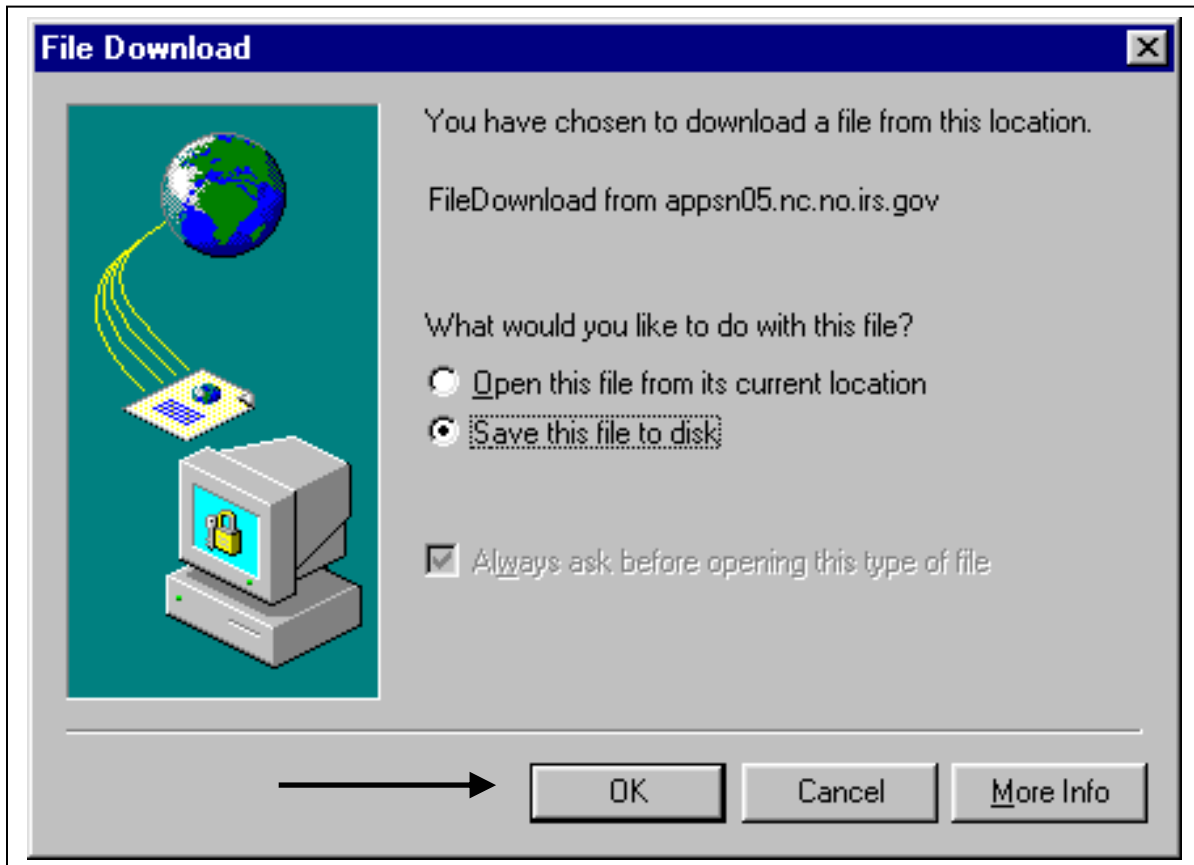 File Download
You have chosen to download a file from this location.
FileDownload from appsn05.nc.no.irs.gov
What would you like to do with this file?
Open this file from its current location
Save this file to disk
Always ask before opening this type of file
OK
Cancel
More Info